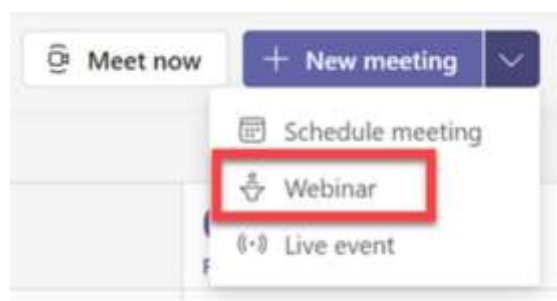 Meet now
+ New meeting
Schedule meeting
Webinar
Live event